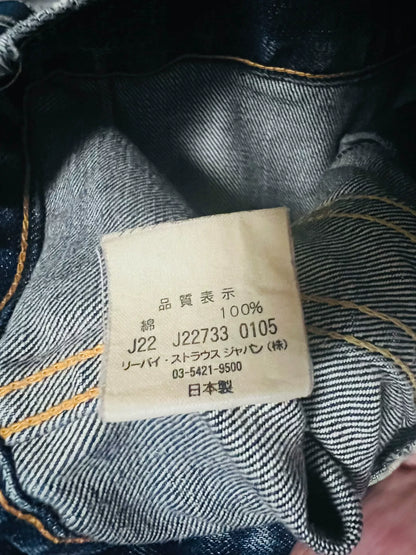 品質表示
綿 100%
J22 J22733 0105
リーバイ・ストラウス ジャパン(株)
03-5421-9500
日本製